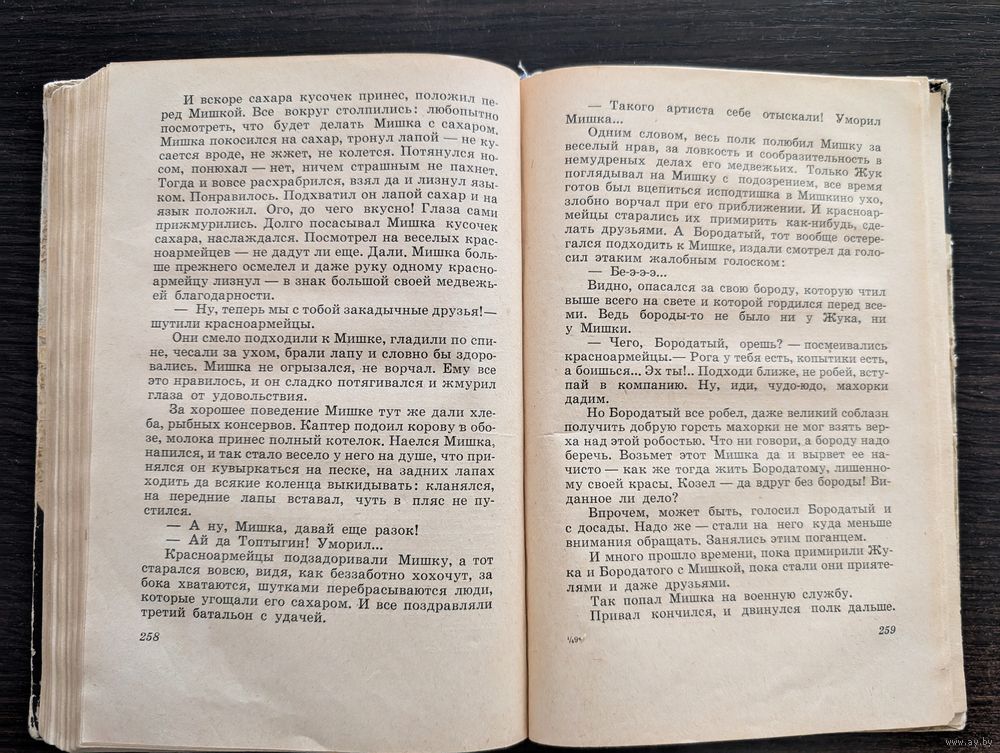 И вскоре сахара кусочек принес, положил пе-
ред Мишкой. Все вокруг столпились: любопытно
посмотреть, что будет делать Мишка с сахаром.
Мишка покосился на сахар, тронул лапой — не ку-
сается вроде, не жжет, не колется. Потянулся но-
сом, понюхал — нет, ничем страшным не пахнет.
Тогда и вовсе расхрабрился, взял да и лизнул язы-
ком. Понравилось. Подхватил он лапой сахар и на
язык положил. Ого, до чего вкусно! Глаза сами
прижмурились. Долго посасывал Мишка кусочек
сахара, наслаждался. Посмотрел на веселых крас-
ноармейцев — не дадут ли еще. Дали. Мишка боль-
ше прежнего осмелел и даже руку одному красно-
армейцу лизнул — в знак большой своей медвежь-
ей благодарности.
— Ну, теперь мы с тобой закадычные друзья! —
шутили красноармейцы.
Они смело подходили к Мишке, гладили по спи-
не, чесали за ухом, брали лапу и словно бы здоро-
вались. Мишка не огрызался, не ворчал. Ему все
это нравилось, и он сладко потягивался и жмурил
глаза от удовольствия.
За хорошее поведение Мишке тут же дали хле-
ба, рыбных консервов. Каптер подоил корову в обо-
зе, молока принес полный котелок. Наелся Мишка,
напился, и так стало весело у него на душе, что при-
нялся он кувыркаться на песке, на задних лапах
ходить да всякие коленца выкидывать: кланялся,
на передние лапы вставал, чуть в пляс не пу-
стился.
— А ну, Мишка, давай еще разок!
— Ай да Топтыгин! Уморил...
Красноармейцы подзадоривали Мишку, а тот
старался вовсю, видя, как беззаботно хохочут, за
бока хватаются, шутками перебрасываются люди,
которые угощали его сахаром. И все поздравляли
третий батальон с удачей.
258
— Такого артиста себе отыскали! Уморил
Мишка...
Одним словом, весь полк полюбил Мишку за
веселый нрав, за ловкость и сообразительность в
немудреных делах его медвежьих. Только Жук
поглядывал на Мишку с подозрением, все время
готов был вцепиться исподтишка в Мишкино ухо,
злобно ворчал при его приближении. И красноар-
мейцы старались их примирить как-нибудь, сде-
лать друзьями. А Бородатый, тот вообще остере-
гался подходить к Мишке, издали смотрел да голо-
сил этаким жалобным голоском:
— Бе-э-э-э...
Видно, опасался за свою бороду, которую чтил
выше всего на свете и которой гордился перед все-
ми. Ведь бороды-то не было ни у Жука, ни
у Мишки.
— Чего, Бородатый, орешь? — посмеивались
красноармейцы. — Рога у тебя есть, копытики есть,
а боишься... Эх ты!.. Подходи ближе, не робей, всту-
пай в компанию. Ну, иди, чудо-юдо, махорки
дадим.
Но Бородатый все робел, даже великий соблазн
получить добрую горсть махорки не мог взять вер-
ха над этой робостью. Что ни говори, а бороду надо
беречь. Возьмет этот Мишка да и вырвет ее на-
чисто — как же тогда жить Бородатому, лишенно-
му своей красы. Козел — да вдруг без бороды! Ви-
данное ли дело?
Впрочем, может быть, голосил Бородатый и
с досады. Надо же — стали на него куда меньше
внимания обращать. Занялись этим поганцем.
И много прошло времени, пока примирили Жу-
ка и Бородатого с Мишкой, пока стали они прияте-
лями и даже друзьями.
Так попал Мишка на военную службу.
Привал кончился, и двинулся полк дальше.
259
www.ay.by